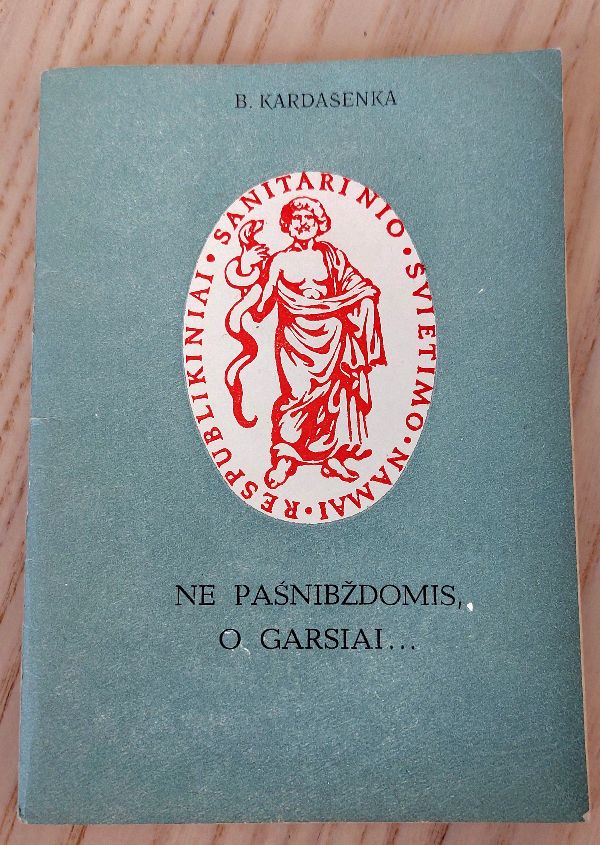 B. KARDASENKA
RESPUBLIKINIAI • SANITARINIO • ŠVIETIMO • NAMAI •
NE PAŚNIBŽDOMIS,
O GARSIAI...